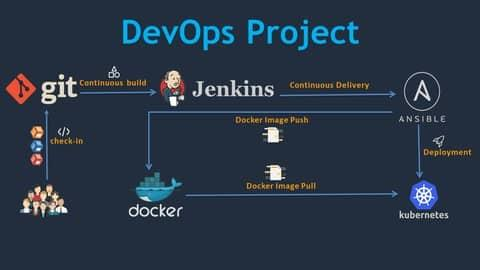 DevOps Project
git
Continuous build
Jenkins
Continuous Delivery
ANSIBLE
Docker Image Push
</>
check-in
Deployment
Docker Image Pull
docker
kubernetes